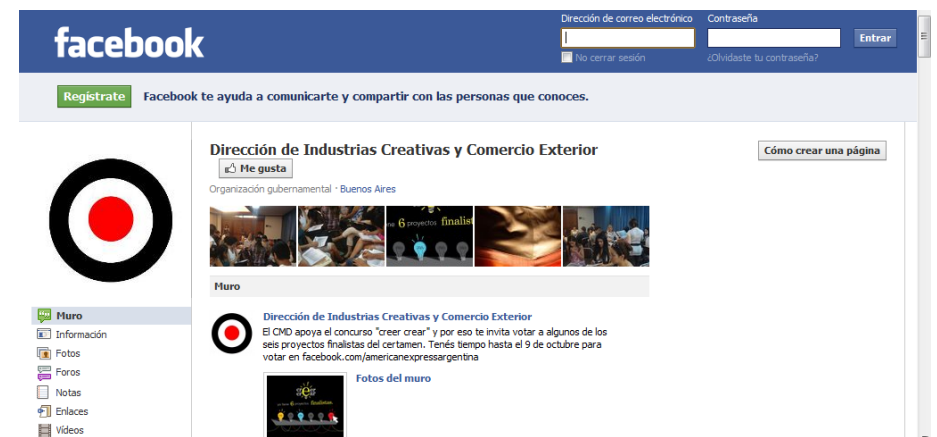 facebook
Dirección de correo electrónico
Contraseña
Entrar
No cerrar sesión
¿Olvidaste tu contraseña?
Regístrate
Facebook te ayuda a comunicarte y compartir con las personas que conoces.
Dirección de Industrias Creativas y Comercio Exterior
Me gusta
Cómo crear una página
Organización gubernamental · Buenos Aires
6 proyectos finalis
Muro
Muro
Información
Fotos
Foros
Notas
Enlaces
Vídeos
Dirección de Industrias Creativas y Comercio Exterior
El CMD apoya el concurso "creer crear" y por eso te invita votar a algunos de los
seis proyectos finalistas del certamen. Tenés tiempo hasta el 9 de octubre para
votar en facebook.com/americanexpressargentina
Fotos del muro